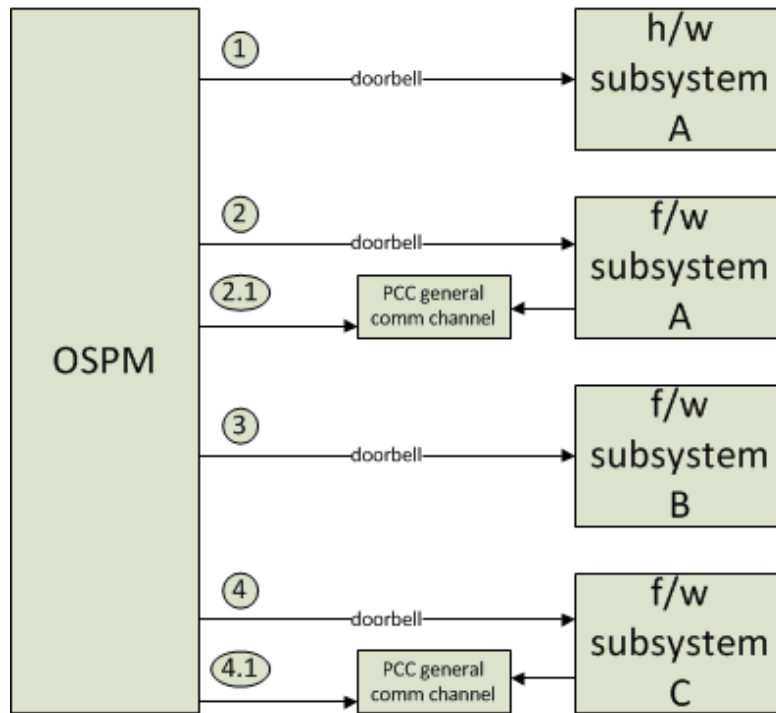 OSPM
1
doorbell
h/w
subsystem
A
2
doorbell
f/w
subsystem
A
2.1
PCC general
comm channel
3
doorbell
f/w
subsystem
B
4
doorbell
f/w
subsystem
C
4.1
PCC general
comm channel